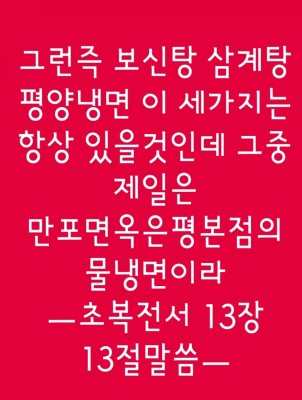 그런즉 보신탕 삼계탕
평양냉면 이 세가지는
항상 있을것인데 그중
제일은
만포면옥은평본점의
물냉면이라
—초복전서 13장
13절말씀—